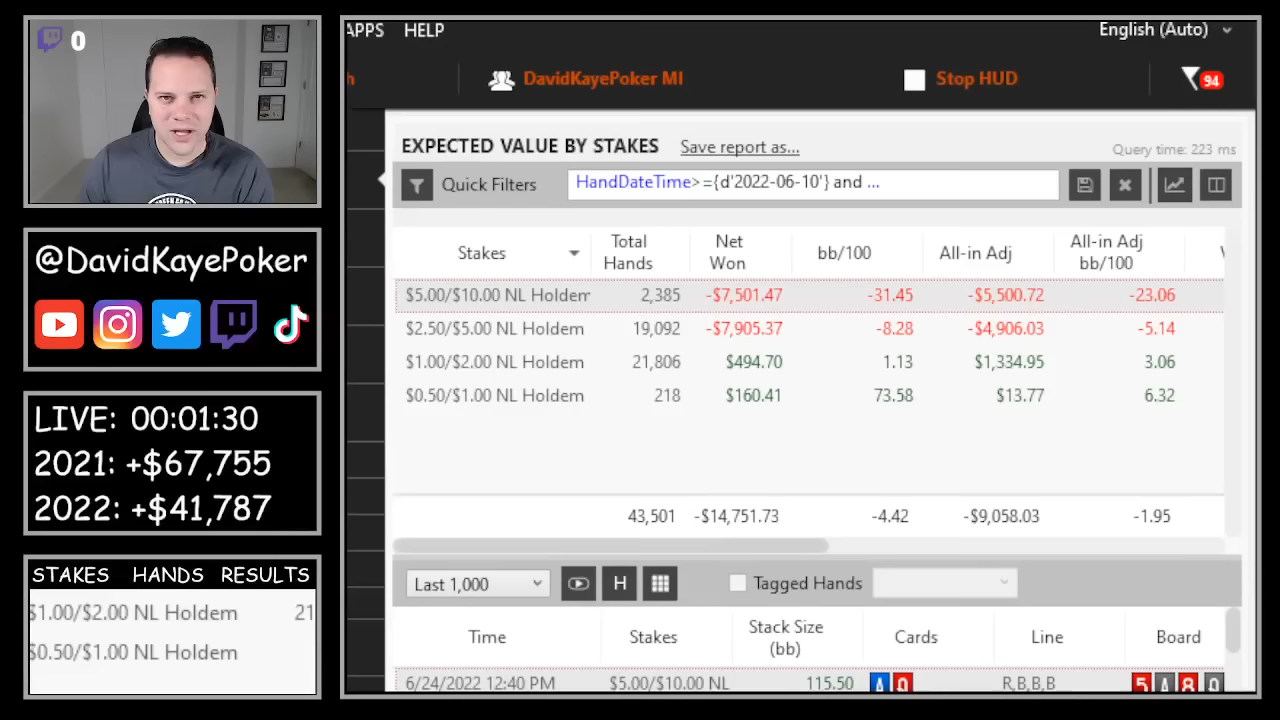 0
@DavidKayePoker
LIVE: 00:01:30
2021: +$67,755
2022: +$41,787
STAKES HANDS RESULTS
$1.00/$2.00 NL Holdem 21
$0.50/$1.00 NL Holdem
APPS HELP English (Auto)
h DavidKayePoker MI Stop HUD 94
EXPECTED VALUE BY STAKES Save report as... Query time: 223 ms
Quick Filters HandDateTime>={d'2022-06-10'} and ...
Stakes Total Hands Net Won bb/100 All-in Adj All-in Adj bb/100
$5.00/$10.00 NL Holdem 2,385 -$7,501.47 -31.45 -$5,500.72 -23.06
$2.50/$5.00 NL Holdem 19,092 -$7,905.37 -8.28 -$4,906.03 -5.14
$1.00/$2.00 NL Holdem 21,806 $494.70 1.13 $1,334.95 3.06
$0.50/$1.00 NL Holdem 218 $160.41 73.58 $13.77 6.32
43,501 -$14,751.73 -4.42 -$9,058.03 -1.95
Last 1,000 H Tagged Hands
Time Stakes Stack Size (bb) Cards Line Board
6/24/2022 12:40 PM $5.00/$10.00 NL 115.50 A Q R,B,B,B 5 A 8 Q